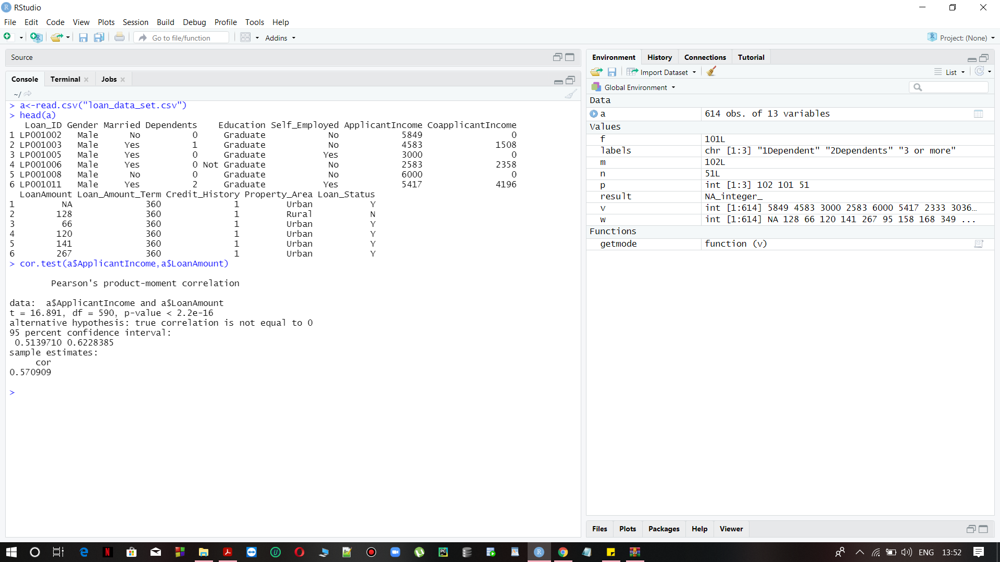 RStudio
File Edit Code View Plots Session Build Debug Profile Tools Help
Go to file/function
Addins
Project: (None)
Source
Console Terminal Jobs
~/
> a<-read.csv("loan_data_set.csv")
> head(a)
   Loan_ID Gender Married Dependents    Education Self_Employed ApplicantIncome CoapplicantIncome
1 LP001002   Male      No          0     Graduate            No            5849                 0
2 LP001003   Male     Yes          1     Graduate            No            4583              1508
3 LP001005   Male     Yes          0     Graduate           Yes            3000                 0
4 LP001006   Male     Yes          0 Not Graduate            No            2583              2358
5 LP001008   Male      No          0     Graduate            No            6000                 0
6 LP001011   Male     Yes          2     Graduate           Yes            5417              4196
  LoanAmount Loan_Amount_Term Credit_History Property_Area Loan_Status
1         NA              360              1         Urban           Y
2        128              360              1         Rural           N
3         66              360              1         Urban           Y
4        120              360              1         Urban           Y
5        141              360              1         Urban           Y
6        267              360              1         Urban           Y
> cor.test(a$ApplicantIncome,a$LoanAmount)
Pearson's product-moment correlation
data:  a$ApplicantIncome and a$LoanAmount
t = 16.891, df = 590, p-value < 2.2e-16
alternative hypothesis: true correlation is not equal to 0
95 percent confidence interval:
 0.5139710 0.6228385
sample estimates:
     cor
0.570909
>
Environment History Connections Tutorial
Import Dataset
List
Global Environment
Data
a 614 obs. of 13 variables
Values
f 101L
labels chr [1:3] "1Dependent" "2Dependents" "3 or more"
m 102L
n 51L
p int [1:3] 102 101 51
result NA_integer_
v int [1:614] 5849 4583 3000 2583 6000 5417 2333 3036…
w int [1:614] NA 128 66 120 141 267 95 158 168 349 ...
Functions
getmode function (v)
Files Plots Packages Help Viewer
ENG 13:52